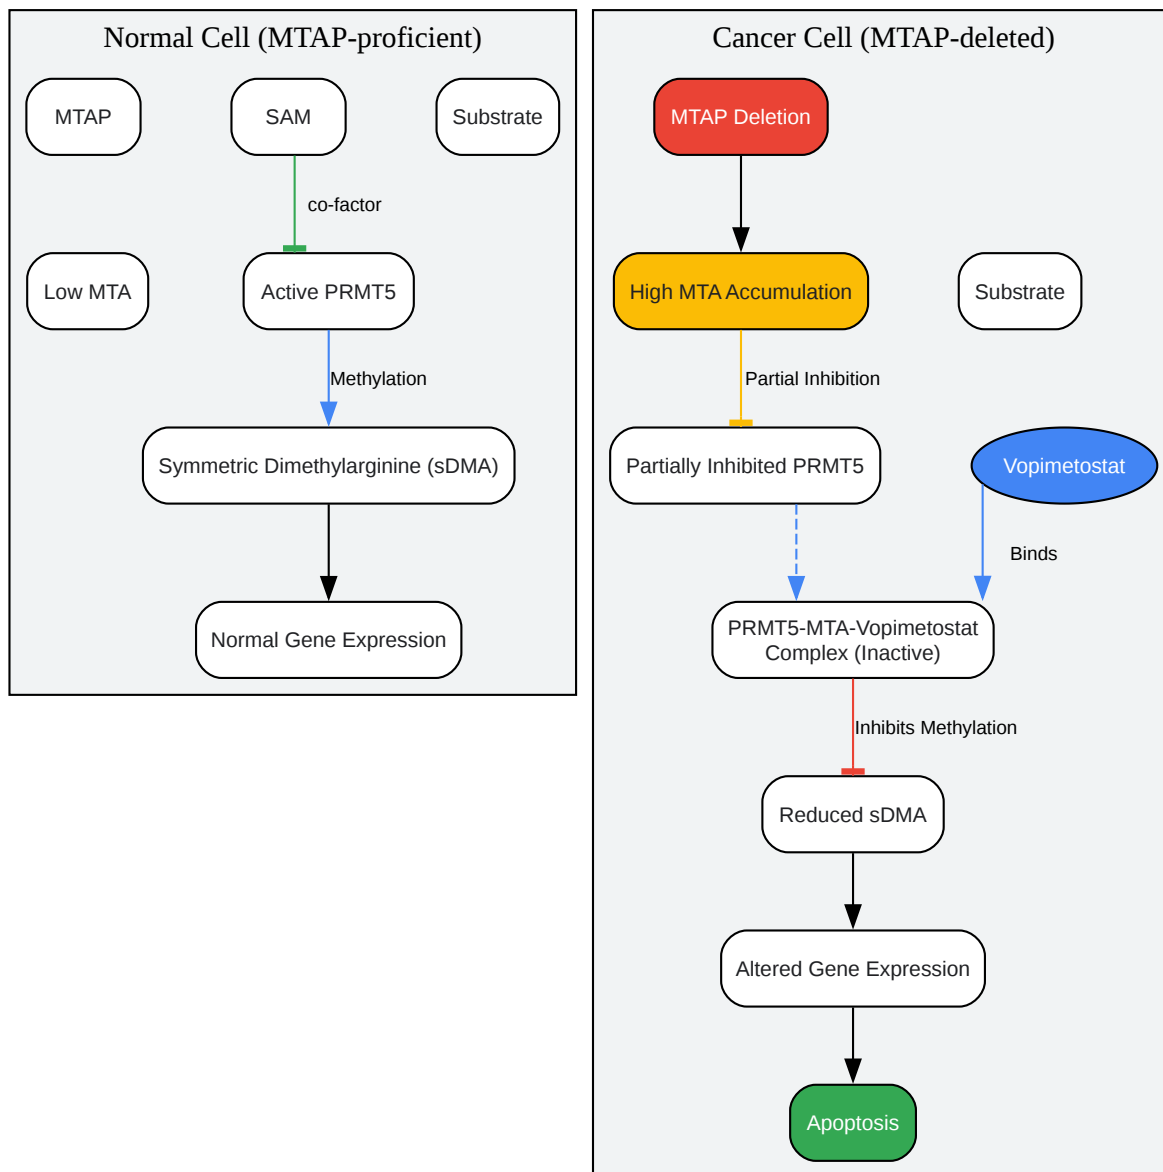 Normal Cell (MTAP-proficient)
MTAP
SAM
Substrate
co-factor
Low MTA
Active PRMT5
Methylation
Symmetric Dimethylarginine (sDMA)
Normal Gene Expression
Cancer Cell (MTAP-deleted)
MTAP Deletion
High MTA Accumulation
Substrate
Partial Inhibition
Partially Inhibited PRMT5
Vopimetostat
Binds
PRMT5-MTA-Vopimetostat
Complex (Inactive)
Inhibits Methylation
Reduced sDMA
Altered Gene Expression
Apoptosis